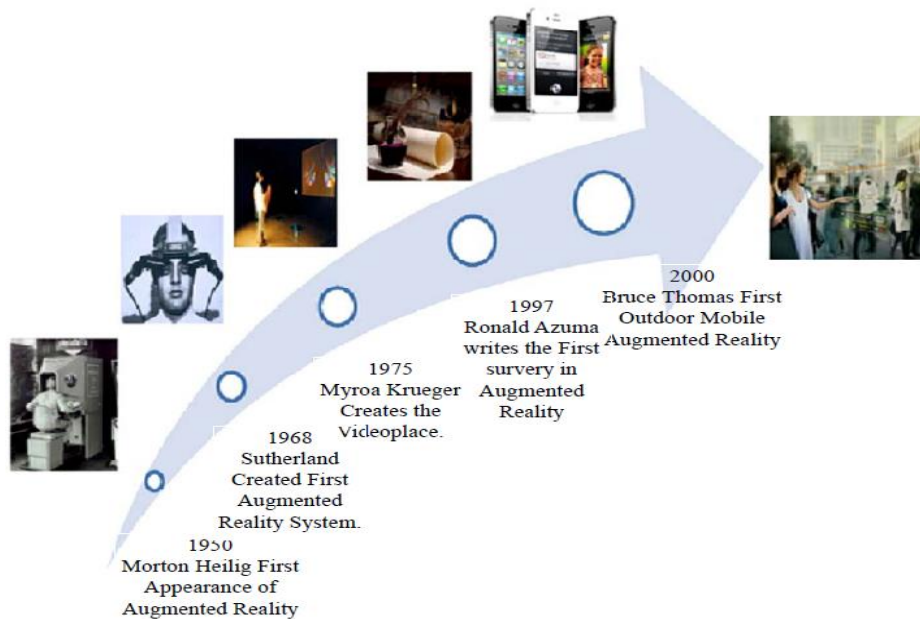 1950
Morton Heilig First
Appearance of
Augmented Reality
1968
Sutherland
Created First
Augmented
Reality System.
1975
Myroa Krueger
Creates the
Videoplace.
1997
Ronald Azuma
writes the First
survery in
Augmented
Reality
2000
Bruce Thomas First
Outdoor Mobile
Augmented Reality